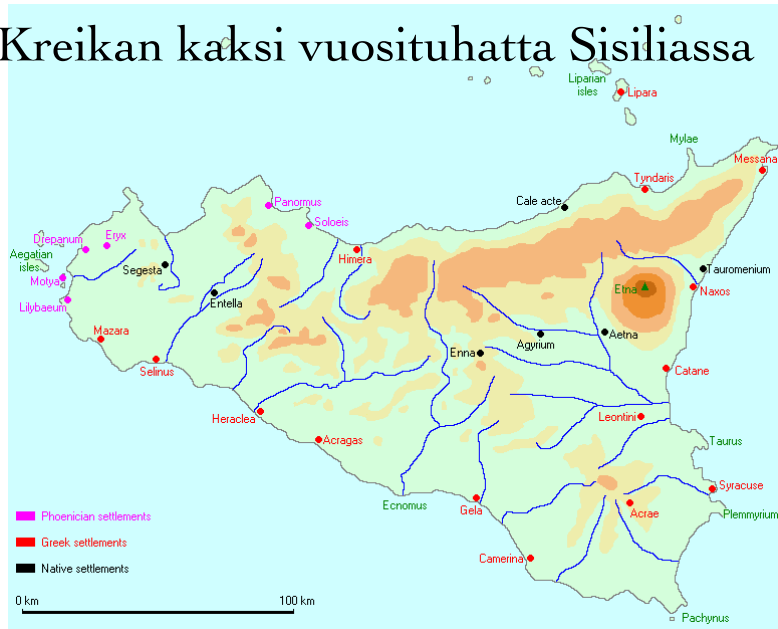 Kreikan kaksi vuosituhatta Sisiliassa
Liparian
isles
Lipara
Mylae
Messana
Tyndaris
Cale acte
Panormus
Soloeis
Drepanum
Eryx
Himera
Aegatian
isles
Segesta
Tauromenium
Motya
Etna
Naxos
Lilybaeum
Entella
Mazara
Aetna
Agyrium
Enna
Selinus
Catane
Heraclea
Leontini
Acragas
Taurus
Syracuse
Ecnomus
Gela
Acrae
Plemmyrium
Phoenician settlements
Greek settlements
Camerina
Native settlements
0 km
100 km
Pachynus